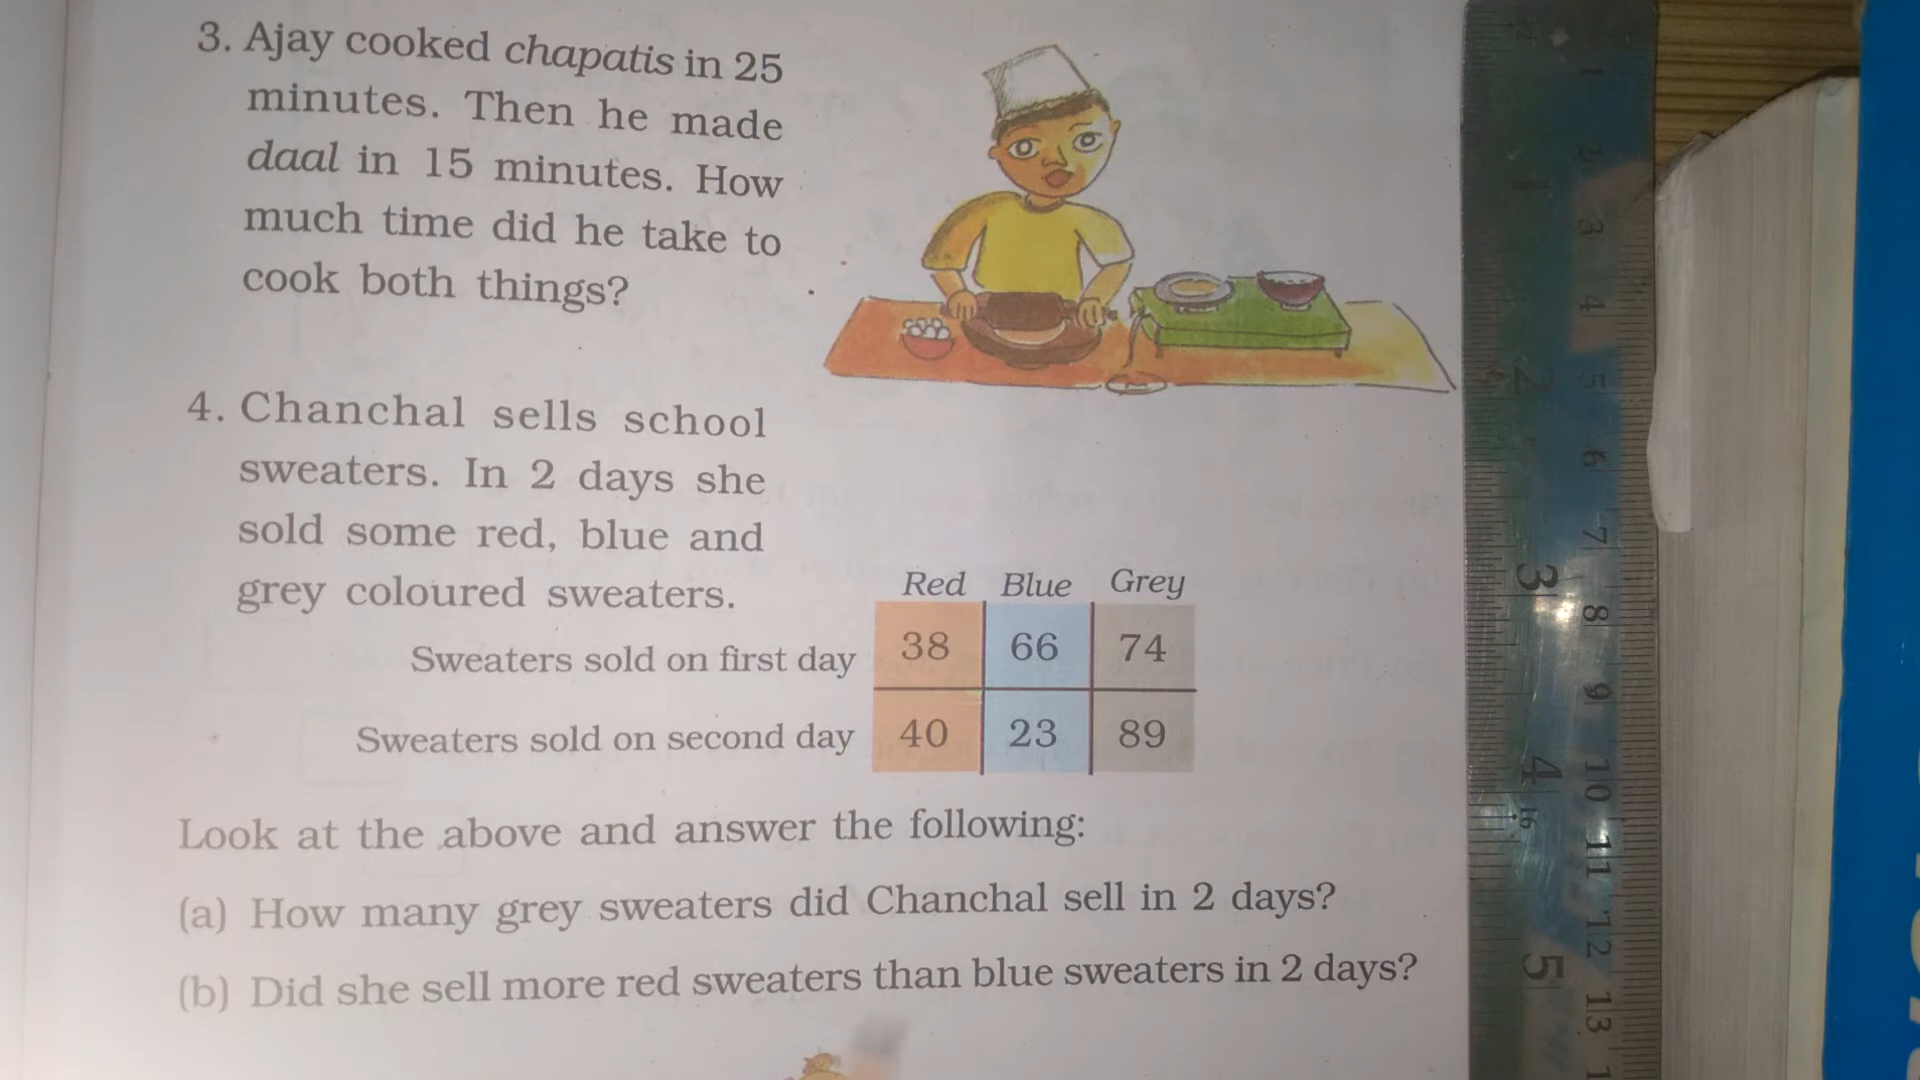 3. Ajay cooked chapatis in 25
minutes. Then he made
daal in 15 minutes. How
much time did he take to
cook both things?
4. Chanchal sells school
sweaters. In 2 days she
sold some red, blue and
grey coloured sweaters.
Red Blue Grey
Sweaters sold on first day 38 66 74
Sweaters sold on second day 40 23 89
Look at the above and answer the following:
(a) How many grey sweaters did Chanchal sell in 2 days?
(b) Did she sell more red sweaters than blue sweaters in 2 days?
1 2 3 4 5 6 7 8 9 10 11 12 13
1 2 3 4 5
16